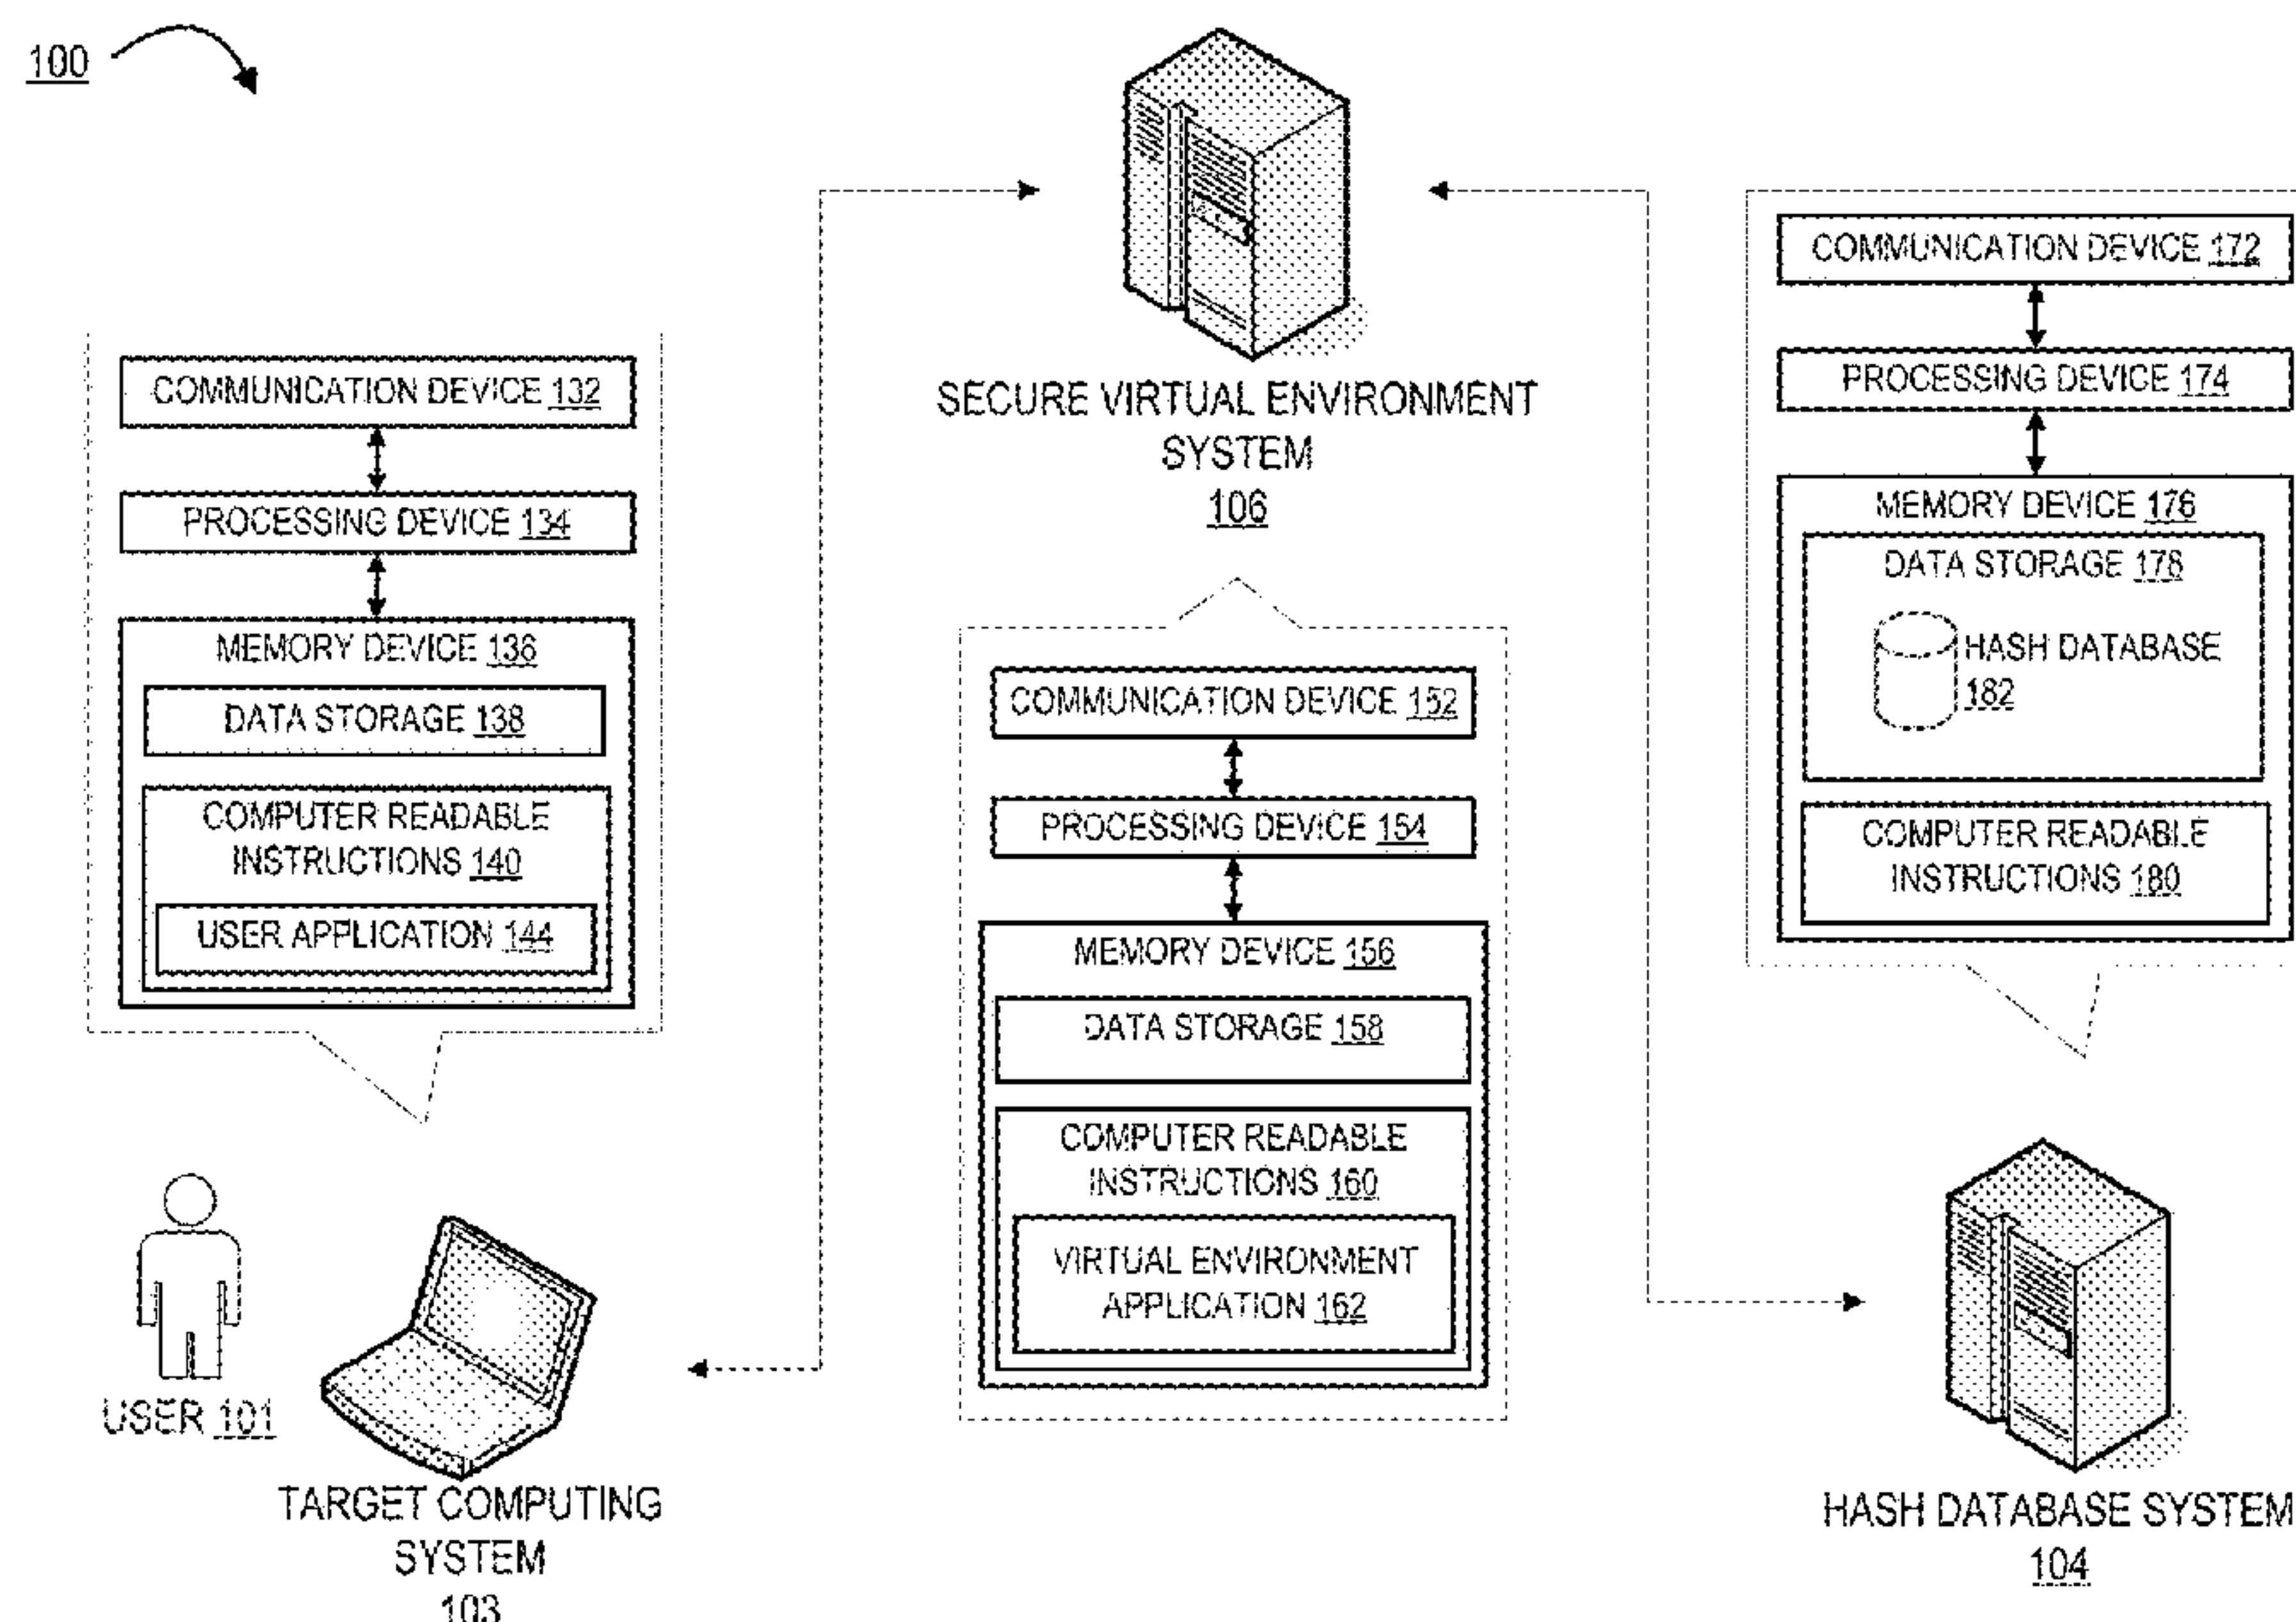 100
COMMUNICATION DEVICE 132
PROCESSING DEVICE 134
MEMORY DEVICE 136
DATA STORAGE 138
COMPUTER READABLE
INSTRUCTIONS 140
USER APPLICATION 144
USER 101
TARGET COMPUTING
SYSTEM
103
SECURE VIRTUAL ENVIRONMENT
SYSTEM
106
COMMUNICATION DEVICE 152
PROCESSING DEVICE 154
MEMORY DEVICE 156
DATA STORAGE 158
COMPUTER READABLE
INSTRUCTIONS 160
VIRTUAL ENVIRONMENT
APPLICATION 162
COMMUNICATION DEVICE 172
PROCESSING DEVICE 174
MEMORY DEVICE 176
DATA STORAGE 178
HASH DATABASE
182
COMPUTER READABLE
INSTRUCTIONS 180
HASH DATABASE SYSTEM
104